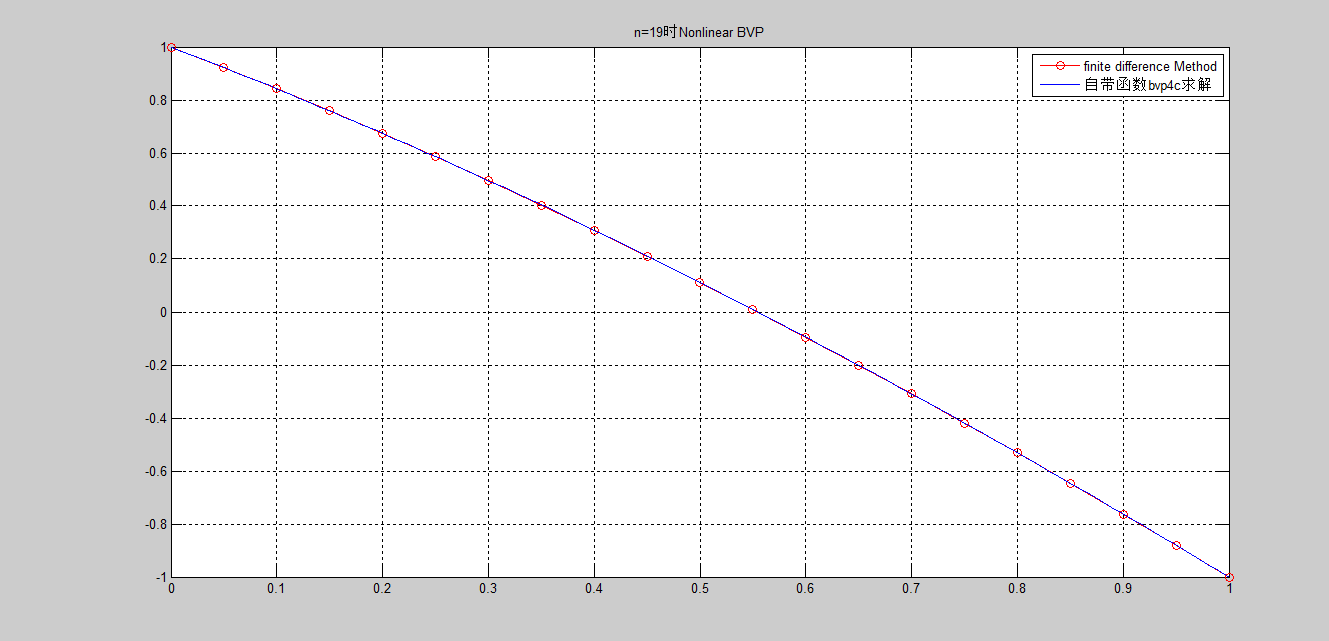 n=19时Nonlinear BVP
finite difference Method
自带函数bvp4c求解
1
0.8
0.6
0.4
0.2
0
-0.2
-0.4
-0.6
-0.8
-1
0 0.1 0.2 0.3 0.4 0.5 0.6 0.7 0.8 0.9 1